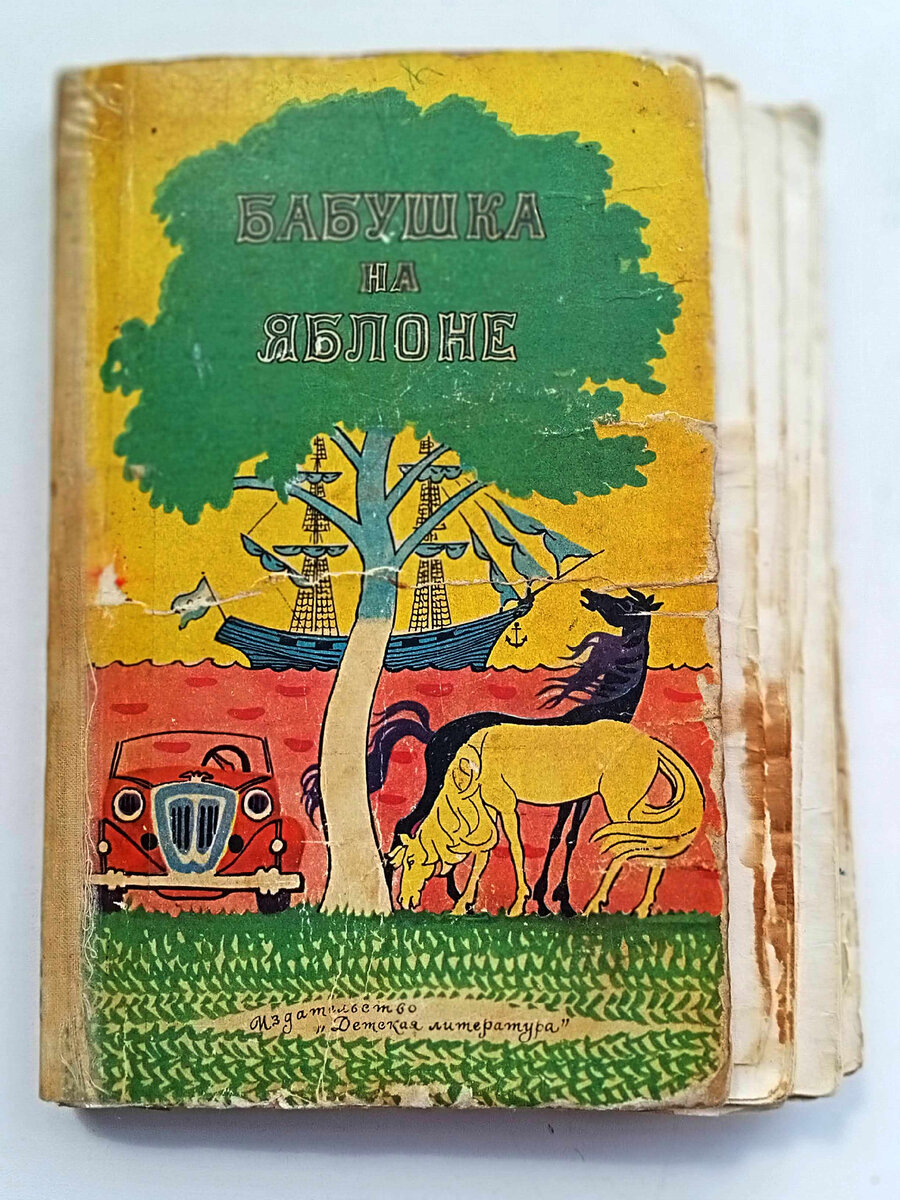 БАБУШКА
НА
ЯБЛОНЕ
Издательство
„Детская литература"